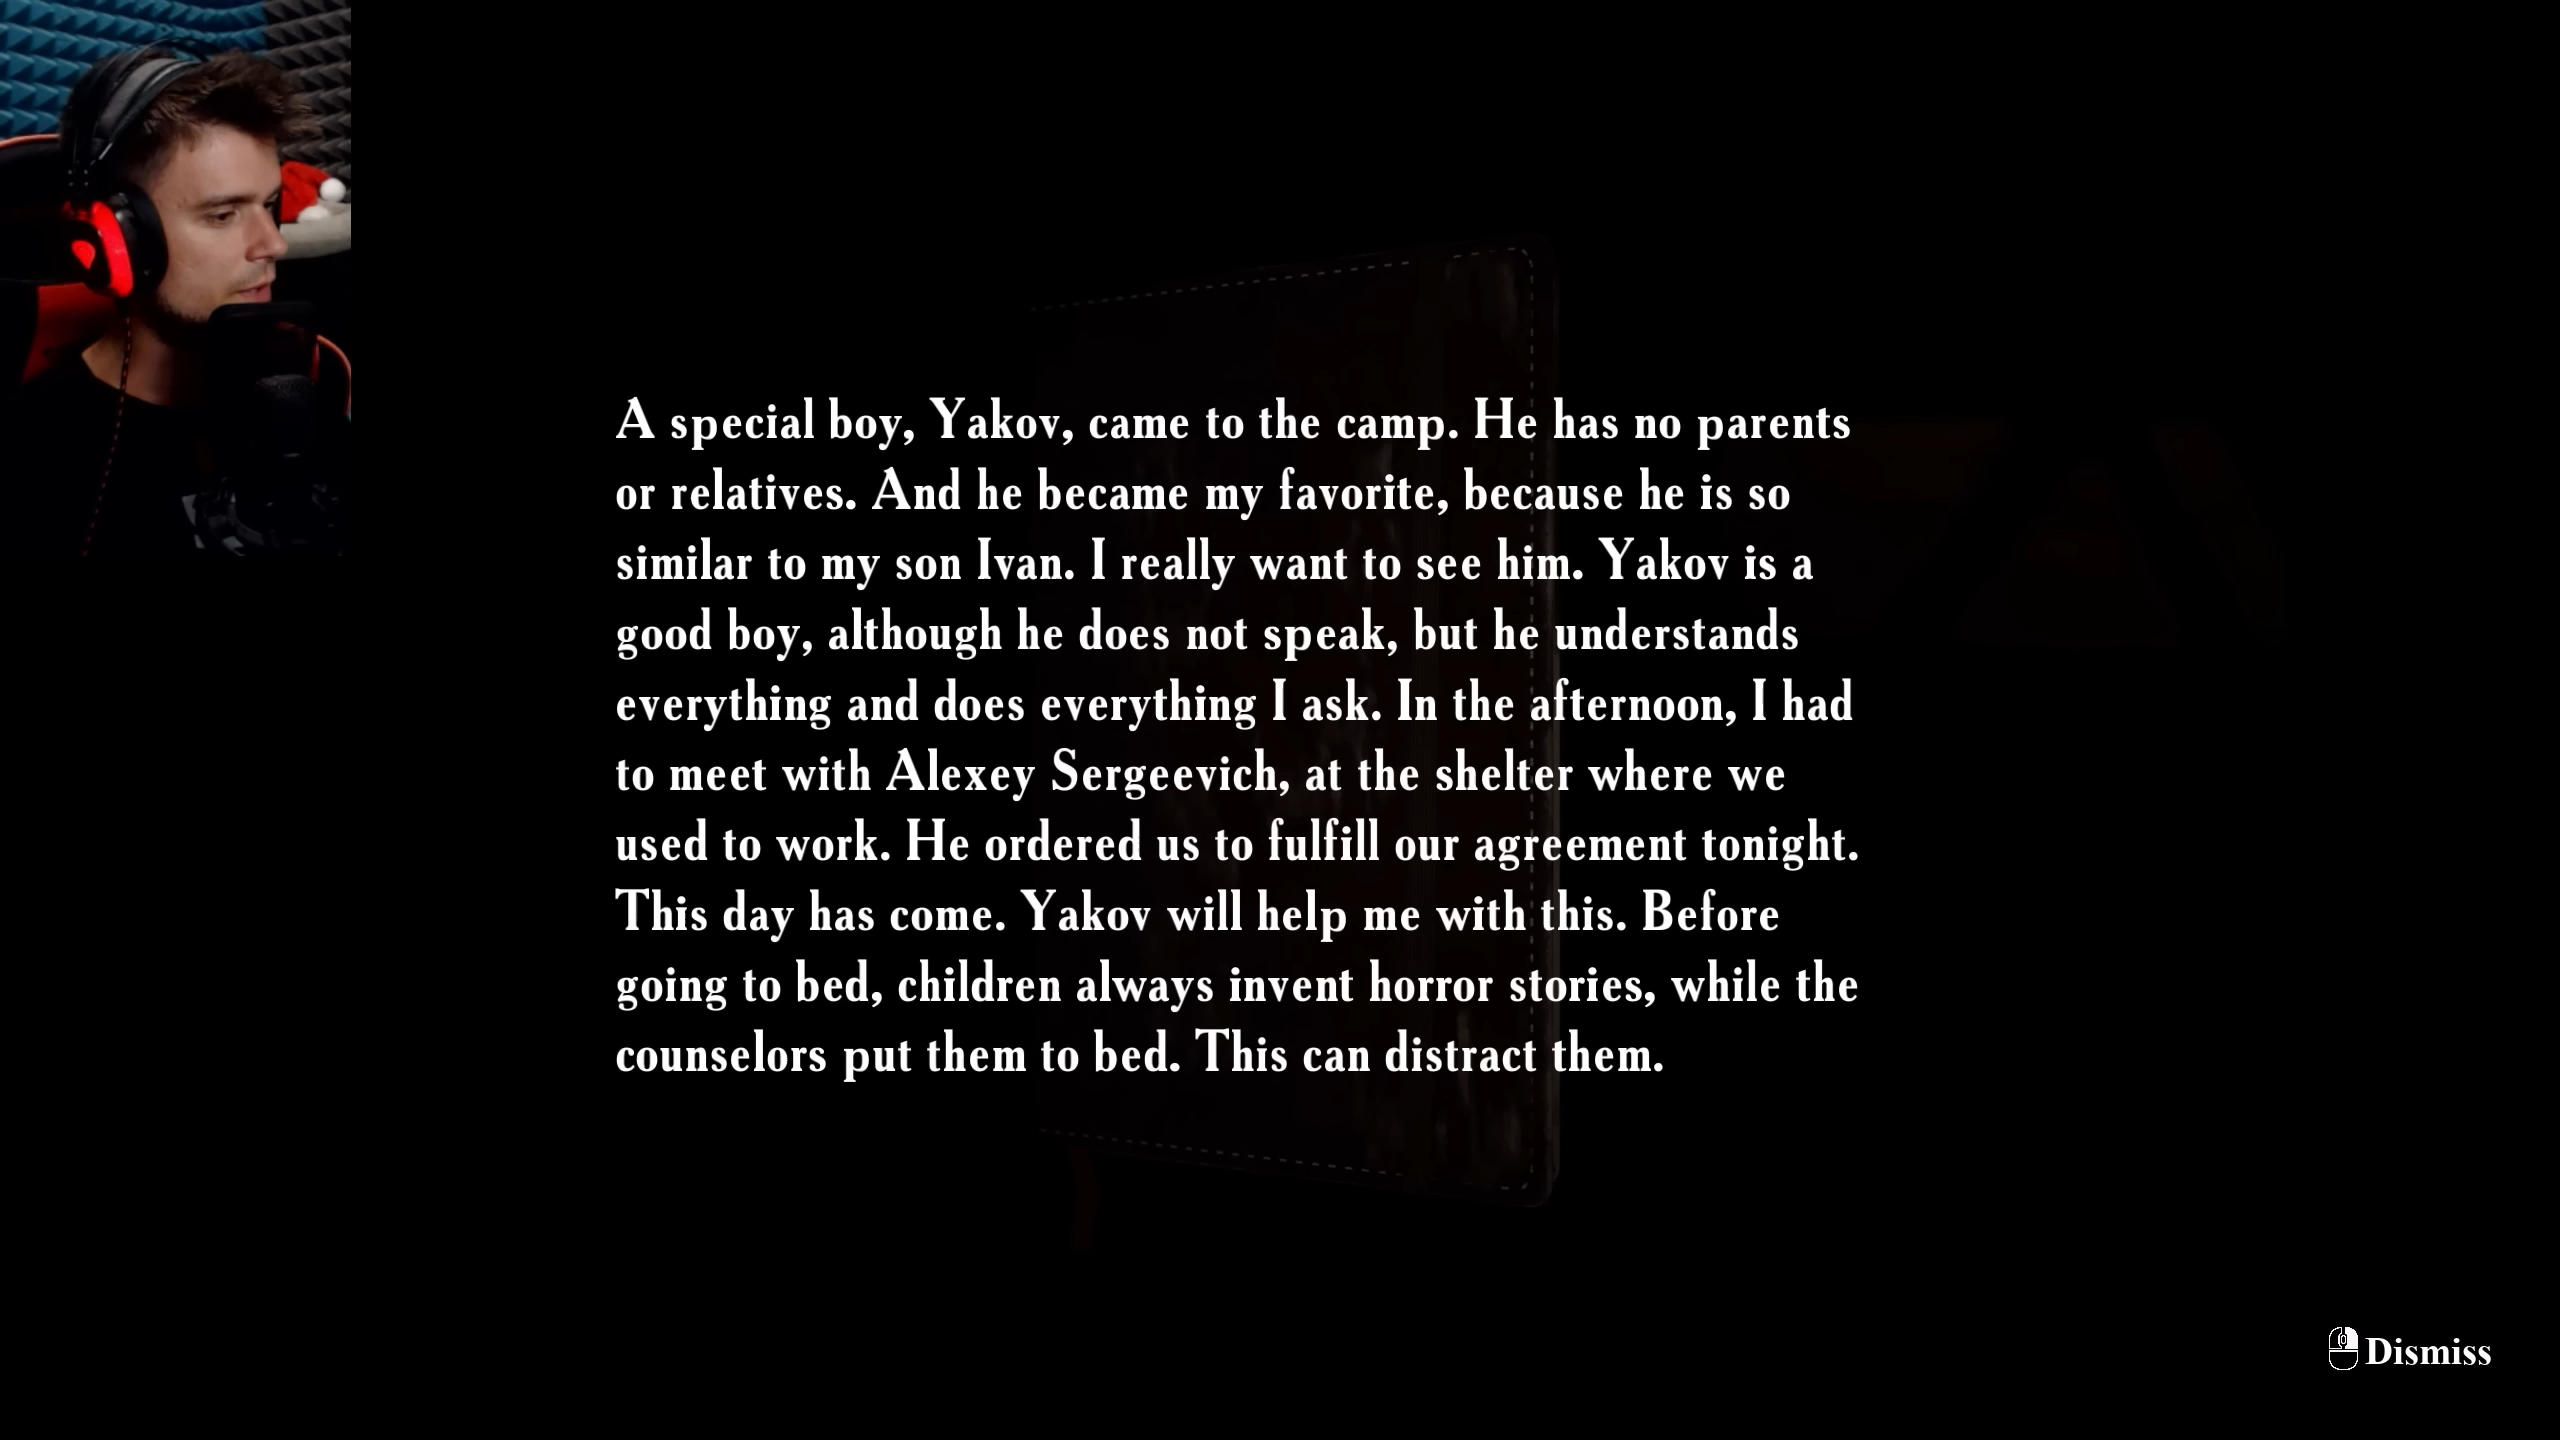 A special boy, Yakov, came to the camp. He has no parents
or relatives. And he became my favorite, because he is so
similar to my son Ivan. I really want to see him. Yakov is a
good boy, although he does not speak, but he understands
everything and does everything I ask. In the afternoon, I had
to meet with Alexey Sergeevich, at the shelter where we
used to work. He ordered us to fulfill our agreement tonight.
This day has come. Yakov will help me with this. Before
going to bed, children always invent horror stories, while the
counselors put them to bed. This can distract them.
Dismiss